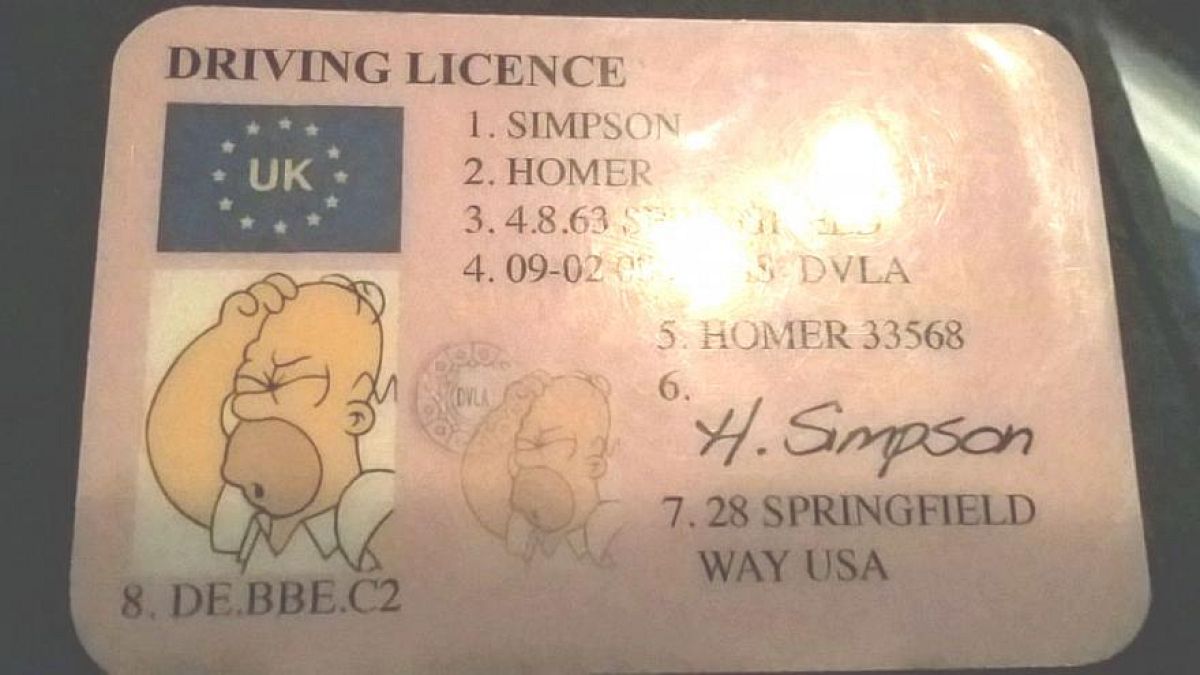 DRIVING LICENCE
UK
1. SIMPSON
2. HOMER
3. 4.8.63
4. 09-02 DVLA
5. HOMER 33568
6.
H. Simpson
DVLA
7. 28 SPRINGFIELD
WAY USA
8. DE.BBE.C2